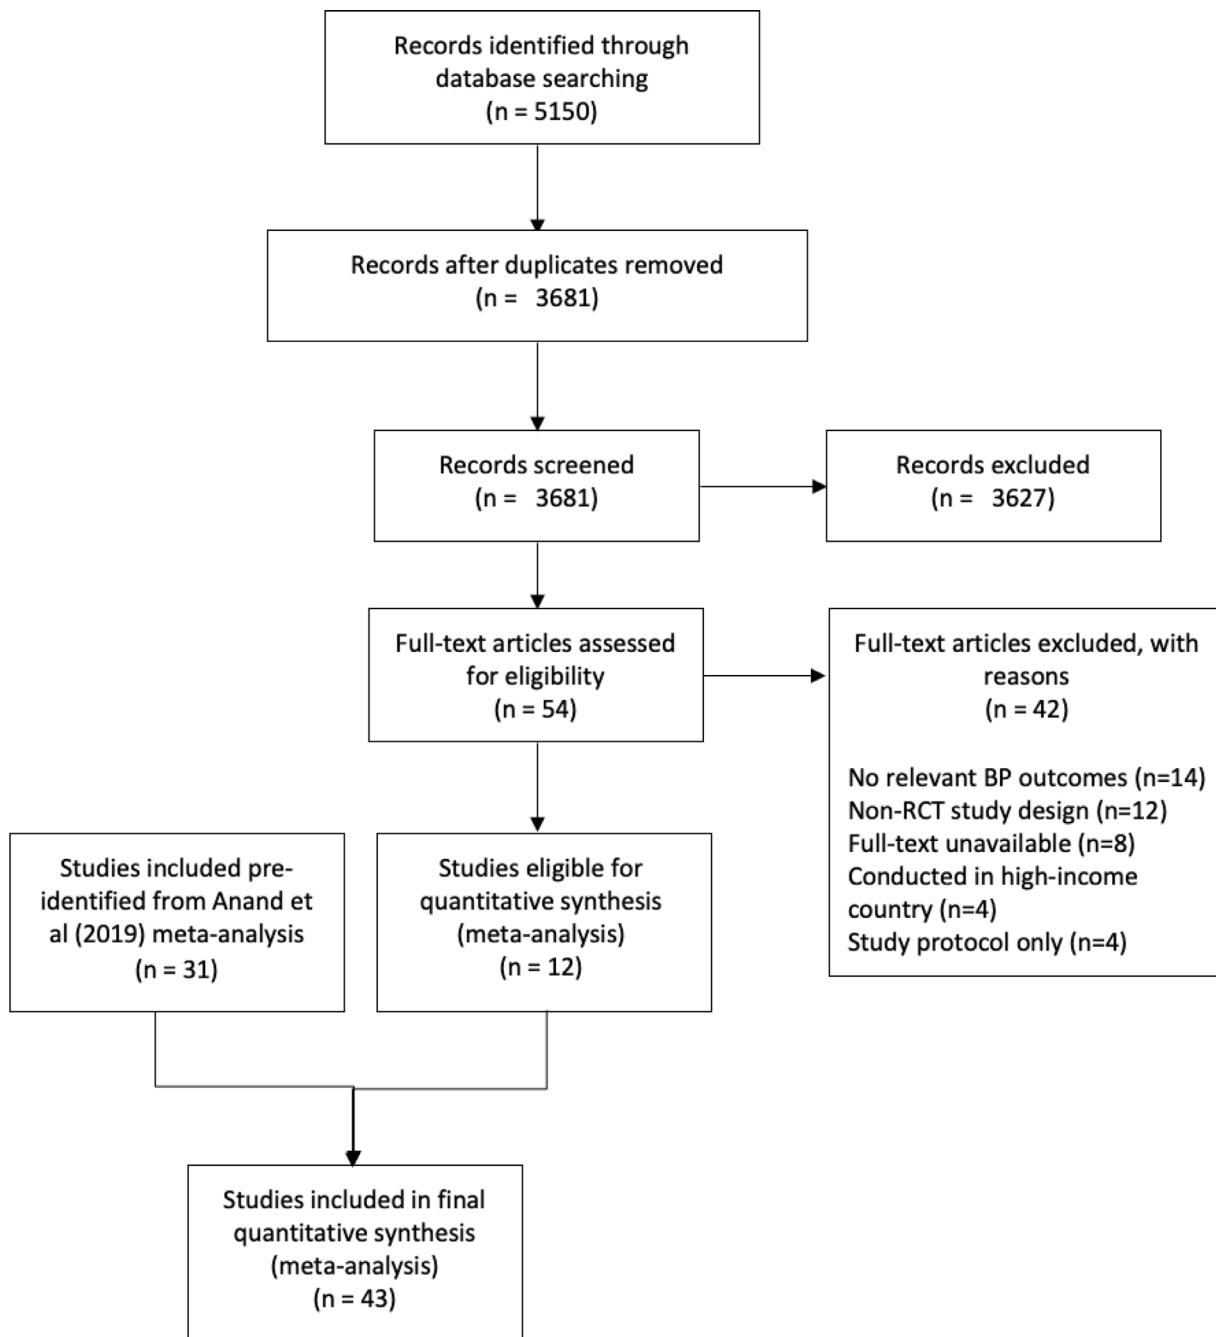 Records identified through
database searching
(n = 5150)
Records after duplicates removed
(n = 3681)
Records screened
(n = 3681)
Records excluded
(n = 3627)
Full-text articles assessed
for eligibility
(n = 54)
Full-text articles excluded, with
reasons
(n = 42)
No relevant BP outcomes (n=14)
Non-RCT study design (n=12)
Full-text unavailable (n=8)
Conducted in high-income
country (n=4)
Study protocol only (n=4)
Studies included pre-
identified from Anand et
al (2019) meta-analysis
(n = 31)
Studies eligible for
quantitative synthesis
(meta-analysis)
(n = 12)
Studies included in final
quantitative synthesis
(meta-analysis)
(n = 43)